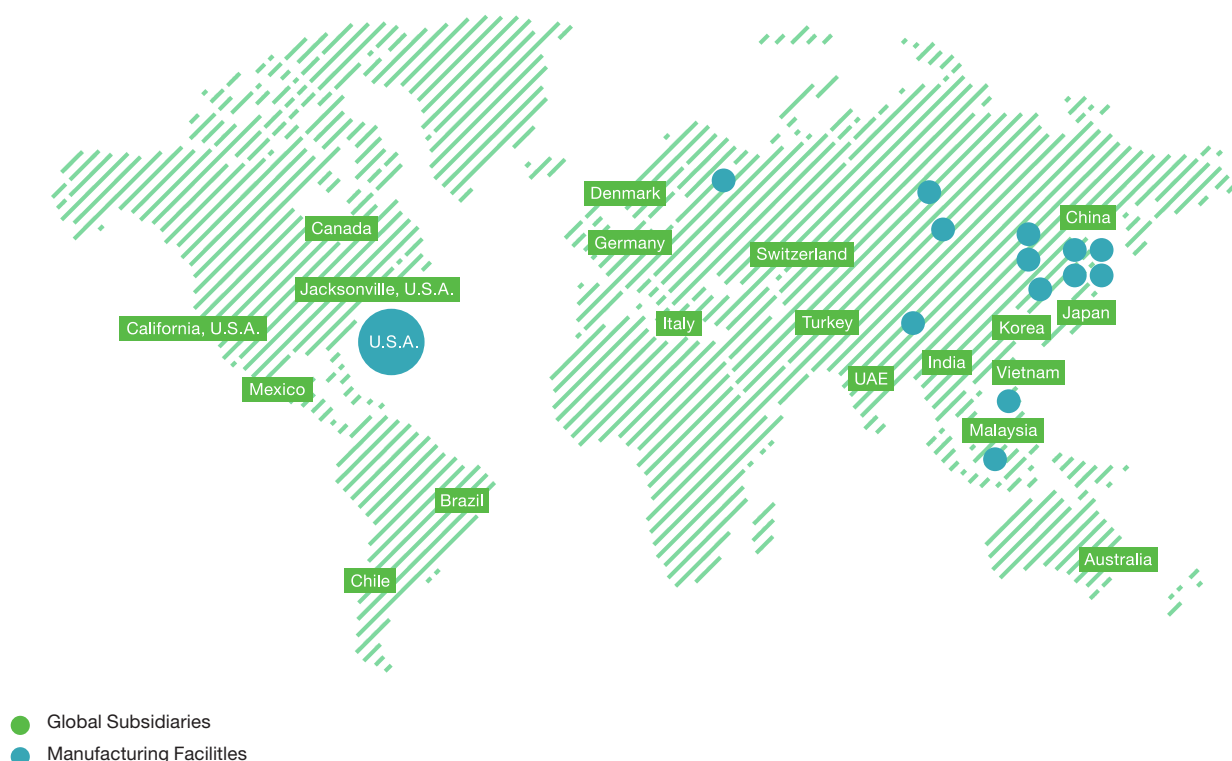 Denmark
China
Canada
Germany
Switzerland
Jacksonville, U.S.A.
California, U.S.A.
U.S.A.
Italy
Turkey
Korea
Japan
India
Vietnam
UAE
Mexico
Malaysia
Brazil
Australia
Chile
Global Subsidiaries
Manufacturing Facilitles